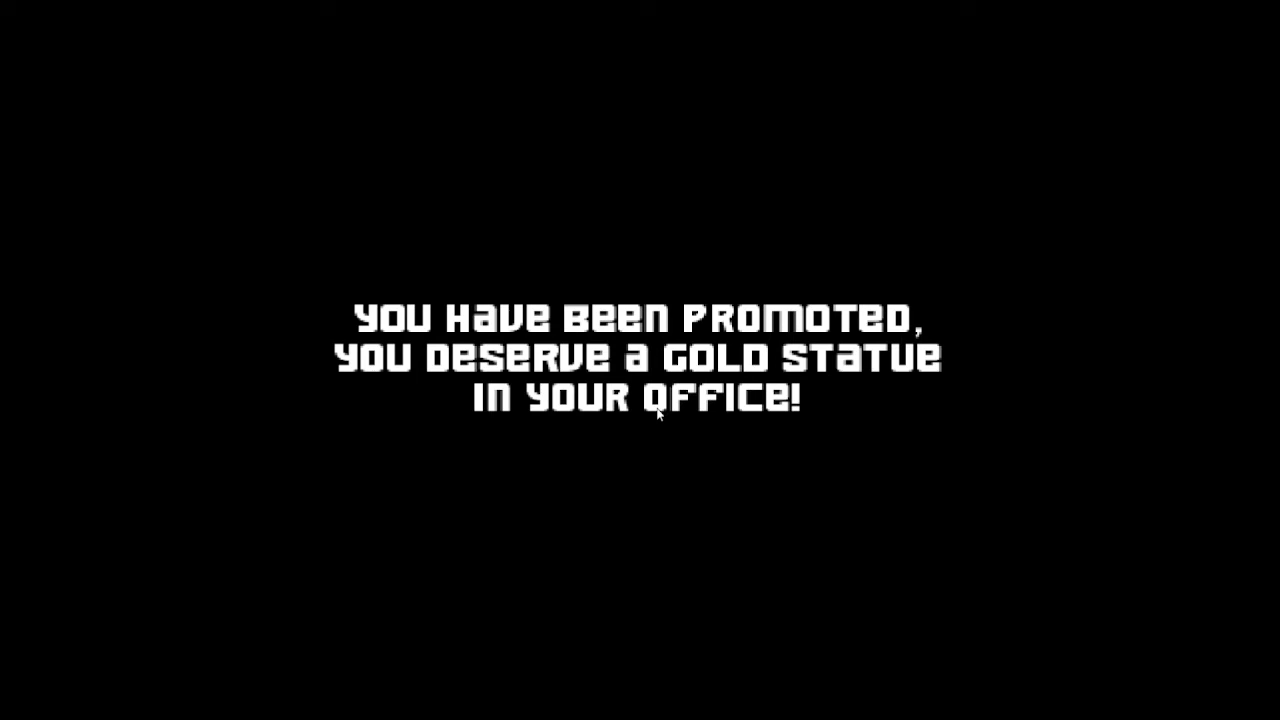 YOU HAVE BEEN PROMOTED,
YOU DESERVE A GOLD STATUE
IN YOUR OFFICE!